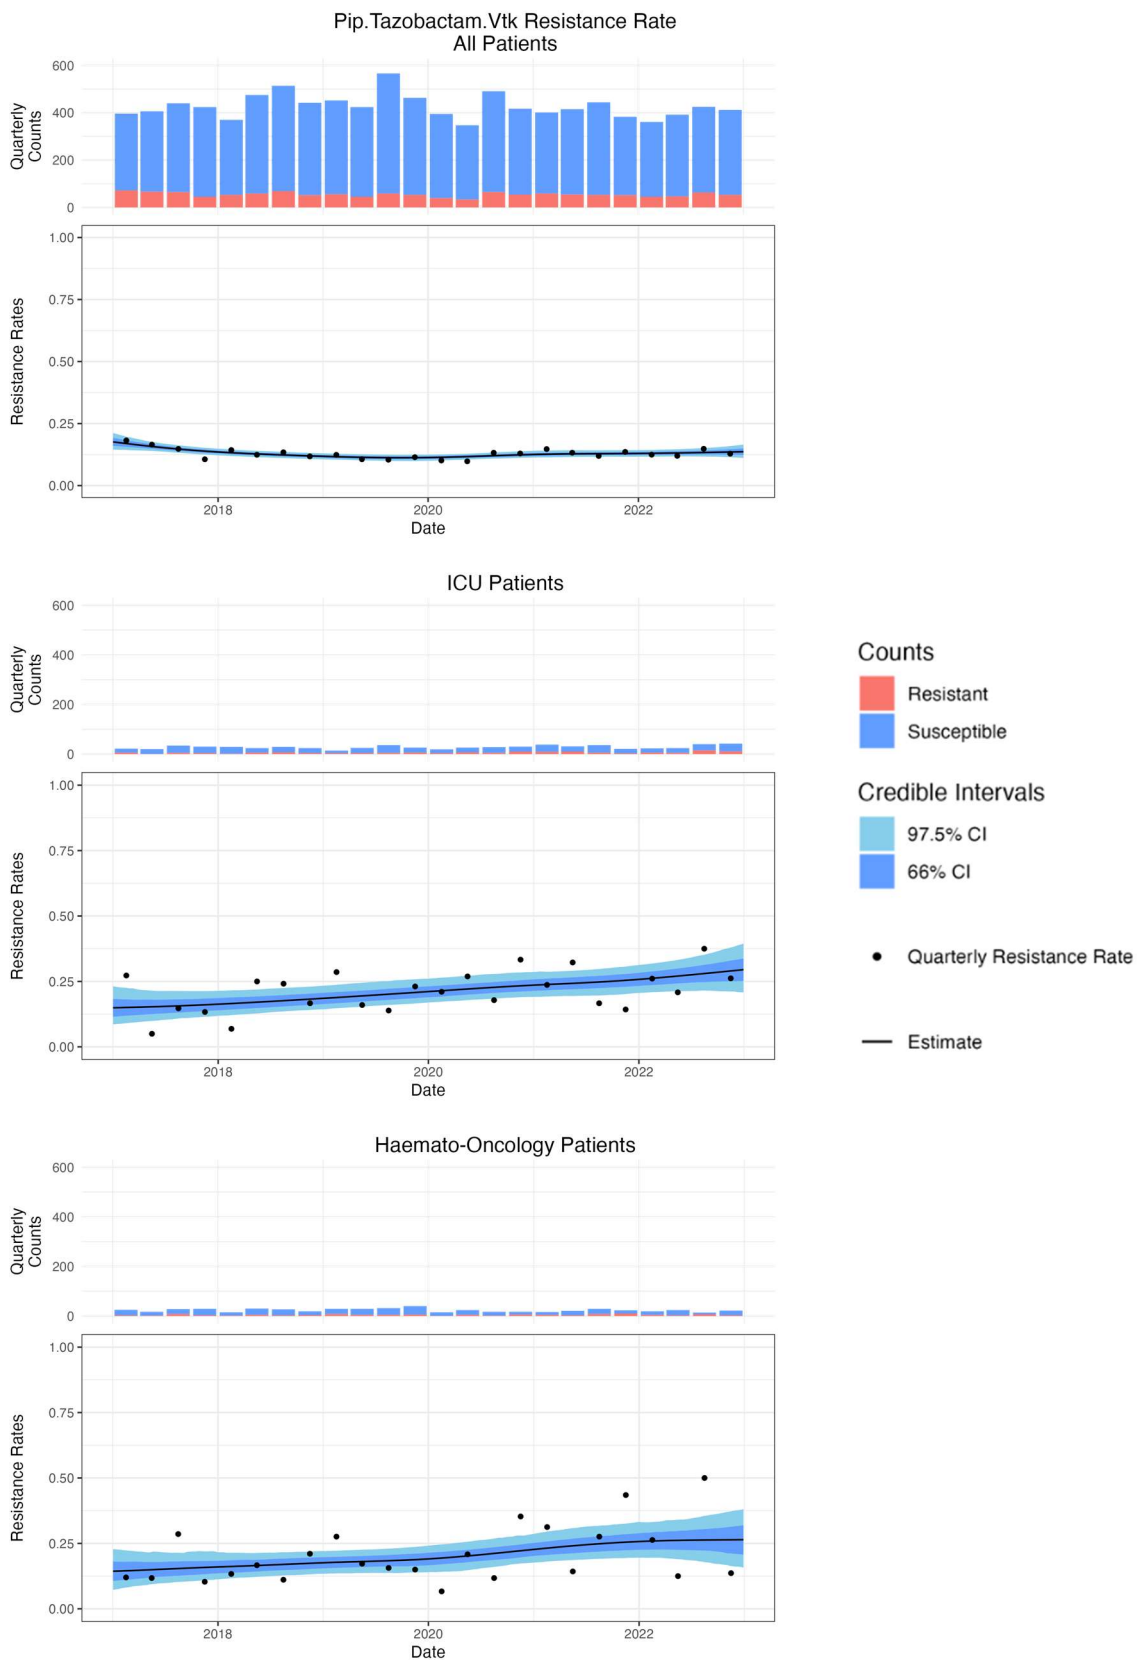 Pip.Tazobactam.Vtk Resistance Rate
All Patients
Quarterly
Counts
600
400
200
0
Resistance Rates
1.00
0.75
0.50
0.25
0.00
2018 2020 2022
Date
ICU Patients
Quarterly
Counts
600
400
200
0
Resistance Rates
1.00
0.75
0.50
0.25
0.00
2018 2020 2022
Date
Haemato-Oncology Patients
Quarterly
Counts
600
400
200
0
Resistance Rates
1.00
0.75
0.50
0.25
0.00
2018 2020 2022
Date
Counts
Resistant
Susceptible
Credible Intervals
97.5% CI
66% CI
Quarterly Resistance Rate
Estimate